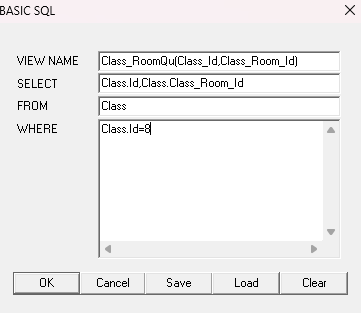 BASIC SQL
VIEW NAME Class_RoomQu(Class_Id,Class_Room_Id)
SELECT Class.Id,Class.Class_Room_Id
FROM Class
WHERE Class.Id=8
OK Cancel Save Load Clear